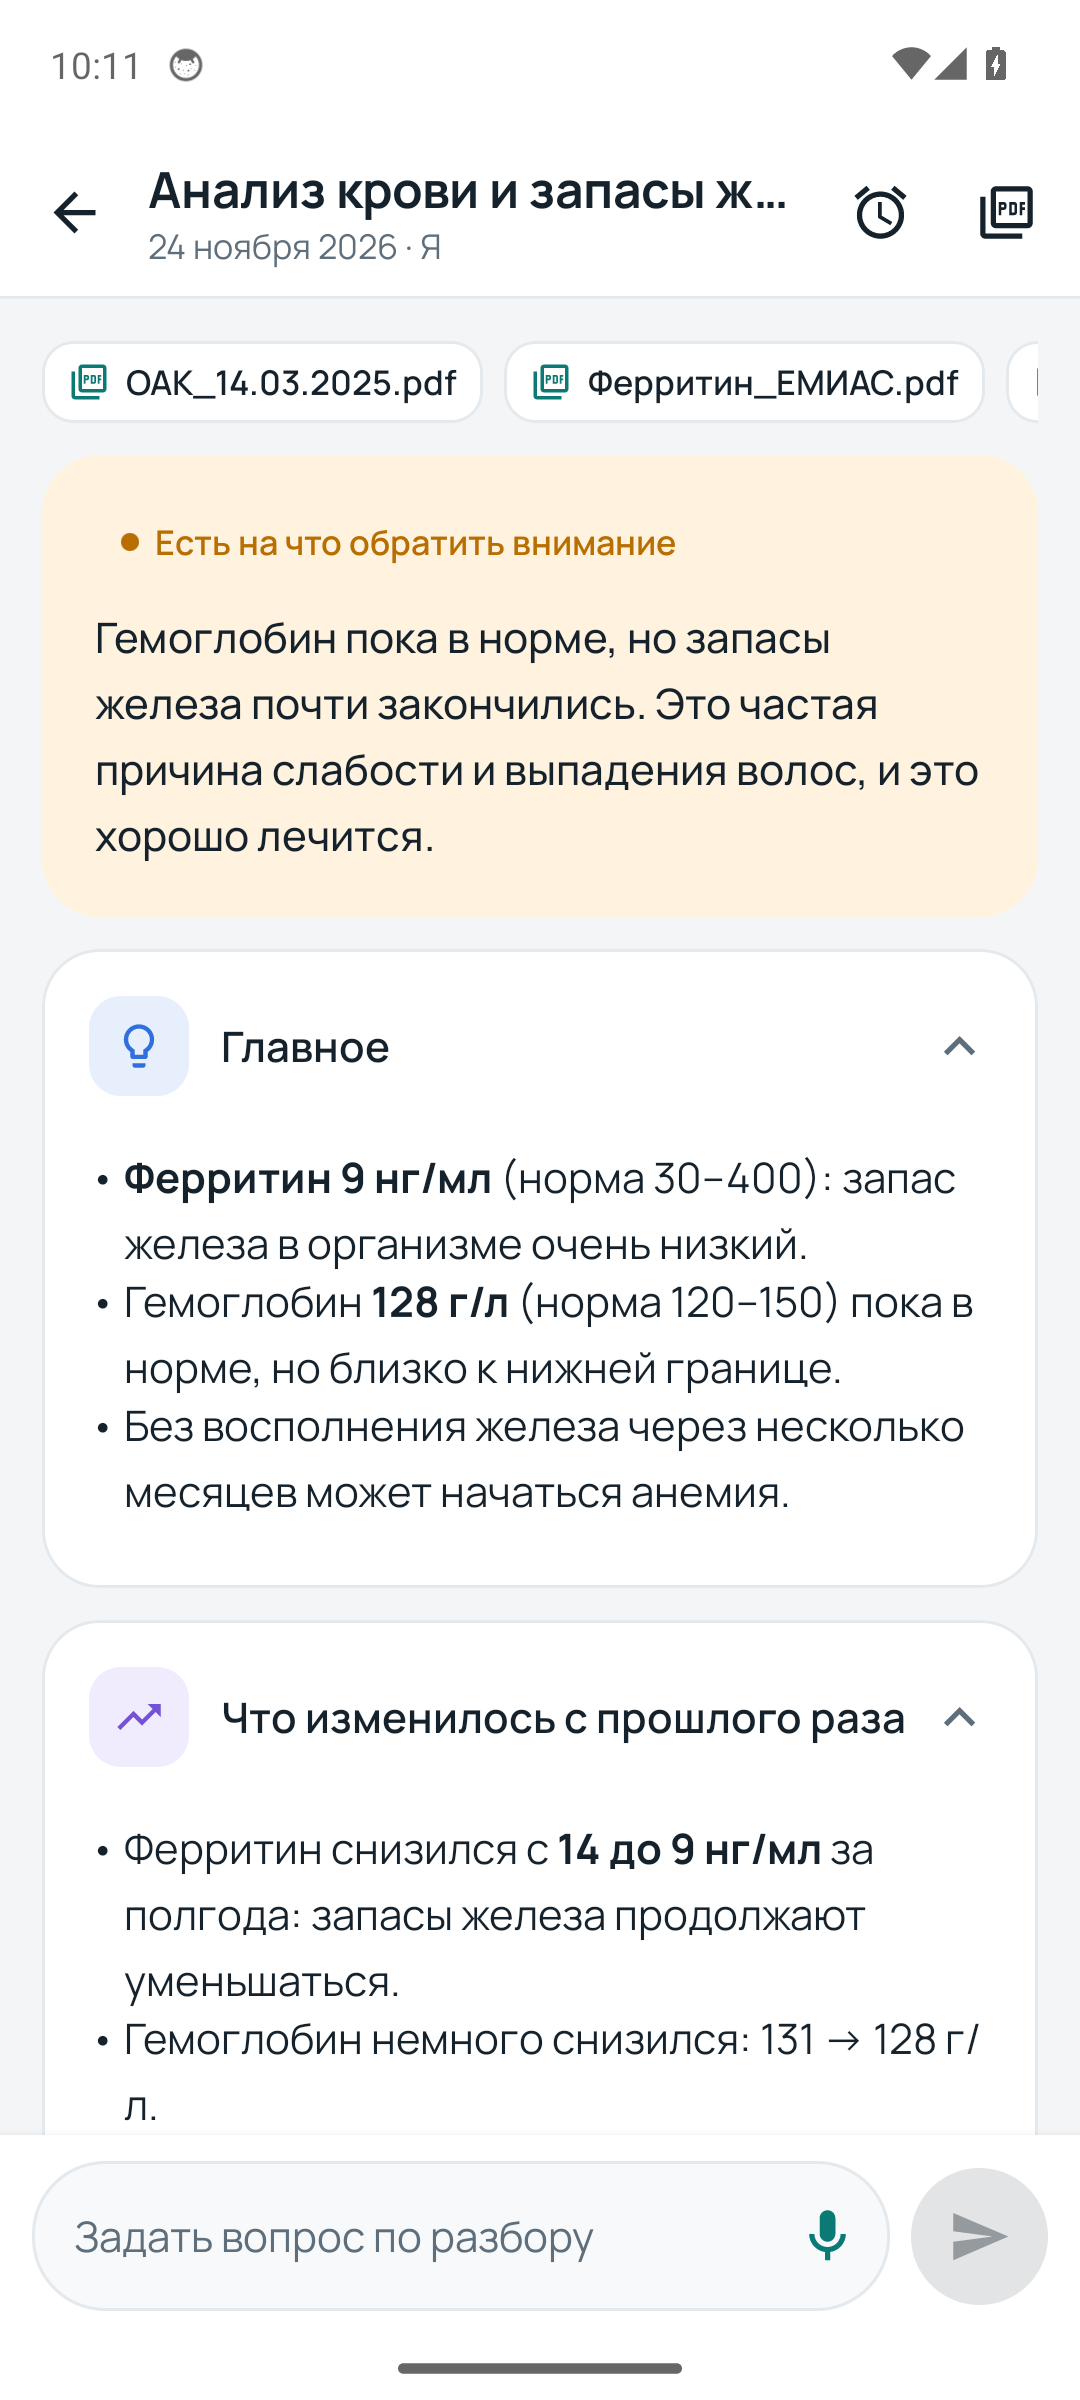 10:11
Анализ крови и запасы ж...
24 ноября 2026 · Я
PDF
PDF ОАК_14.03.2025.pdf
PDF Ферритин_ЕМИАС.pdf
Есть на что обратить внимание
Гемоглобин пока в норме, но запасы
железа почти закончились. Это частая
причина слабости и выпадения волос, и это
хорошо лечится.
Главное
• Ферритин 9 нг/мл (норма 30–400): запас
железа в организме очень низкий.
• Гемоглобин 128 г/л (норма 120–150) пока в
норме, но близко к нижней границе.
• Без восполнения железа через несколько
месяцев может начаться анемия.
Что изменилось с прошлого раза
• Ферритин снизился с 14 до 9 нг/мл за
полгода: запасы железа продолжают
уменьшаться.
• Гемоглобин немного снизился: 131 → 128 г/
л.
Задать вопрос по разбору